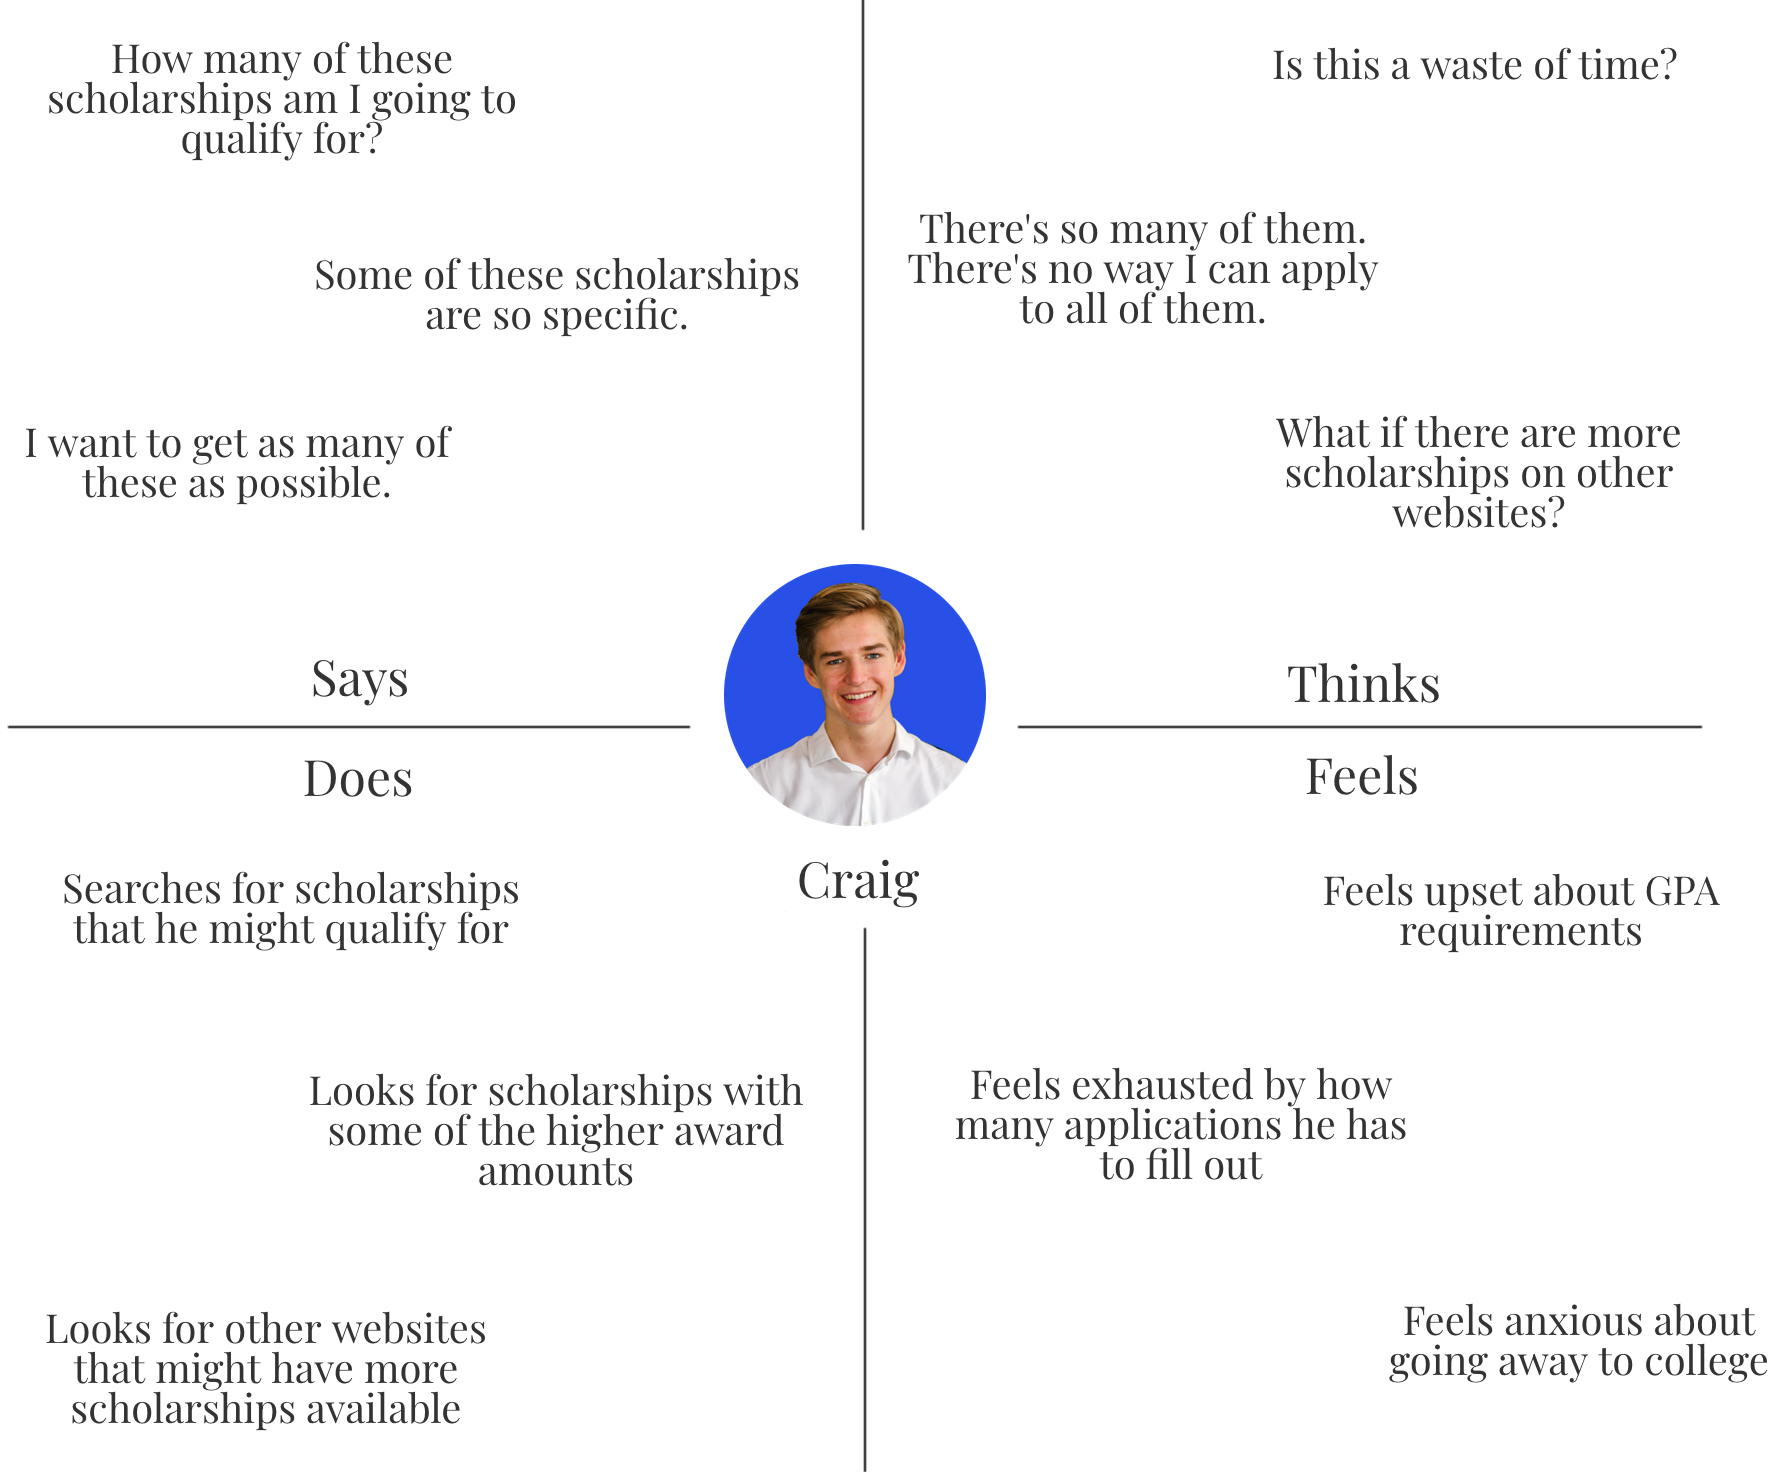 How many of these
scholarships am I going to
qualify for?
Some of these scholarships
are so specific.
I want to get as many of
these as possible.
Says
Is this a waste of time?
There's so many of them.
There's no way I can apply
to all of them.
What if there are more
scholarships on other
websites?
Thinks
Craig
Does
Searches for scholarships
that he might qualify for
Looks for scholarships with
some of the higher award
amounts
Looks for other websites
that might have more
scholarships available
Feels
Feels upset about GPA
requirements
Feels exhausted by how
many applications he has
to fill out
Feels anxious about
going away to college